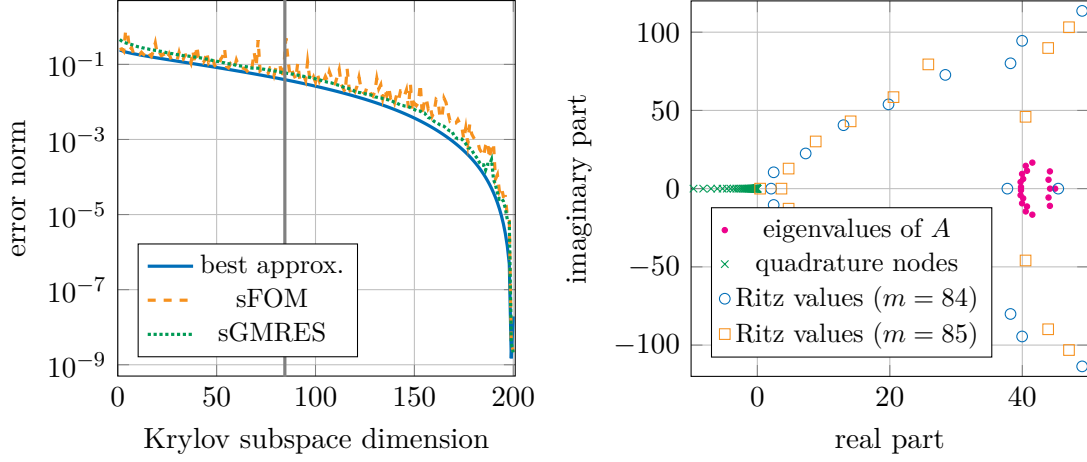 error norm
10^{-1}
10^{-3}
10^{-5}
10^{-7}
10^{-9}
best approx.
sFOM
sGMRES
0 50 100 150 200
Krylov subspace dimension
imaginary part
100
50
0
−50
−100
eigenvalues of A
quadrature nodes
Ritz values (m = 84)
Ritz values (m = 85)
0 20 40
real part